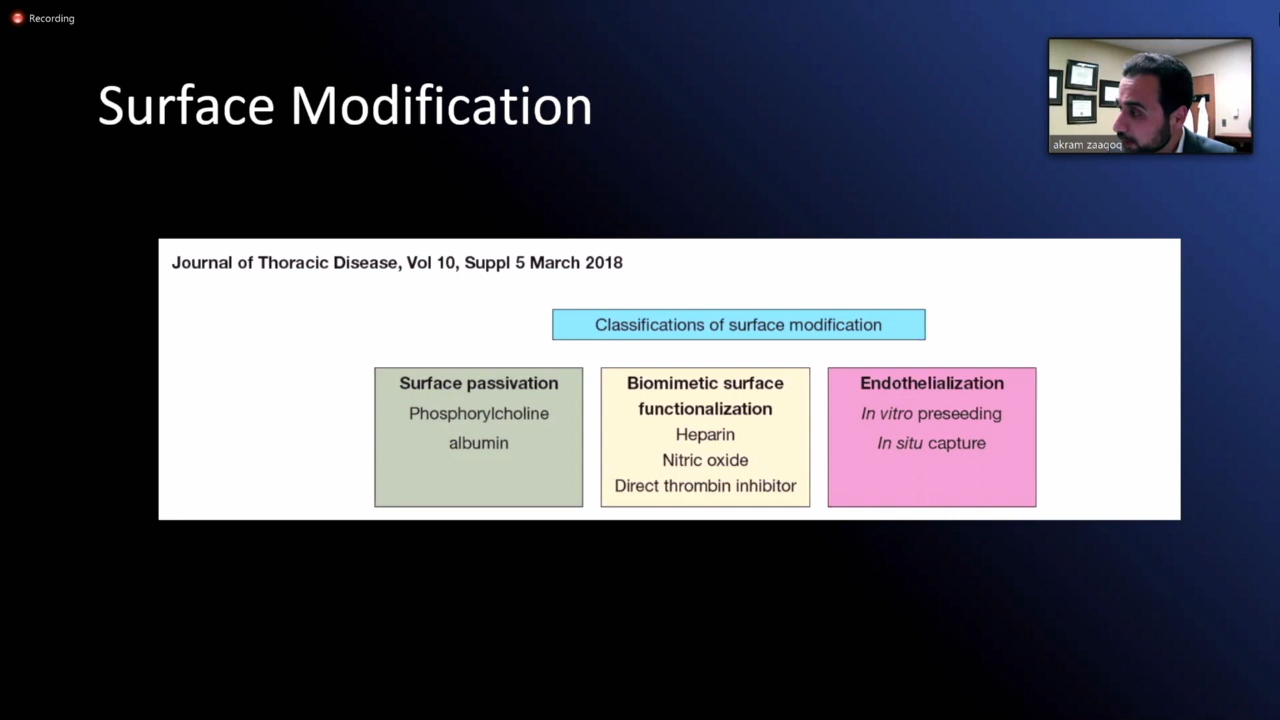 Recording
Surface Modification
akram zaaqoq
Journal of Thoracic Disease, Vol 10, Suppl 5 March 2018
Classifications of surface modification
Surface passivation
Phosphorylcholine
albumin
Biomimetic surface
functionalization
Heparin
Nitric oxide
Direct thrombin inhibitor
Endothelialization
In vitro preseeding
In situ capture